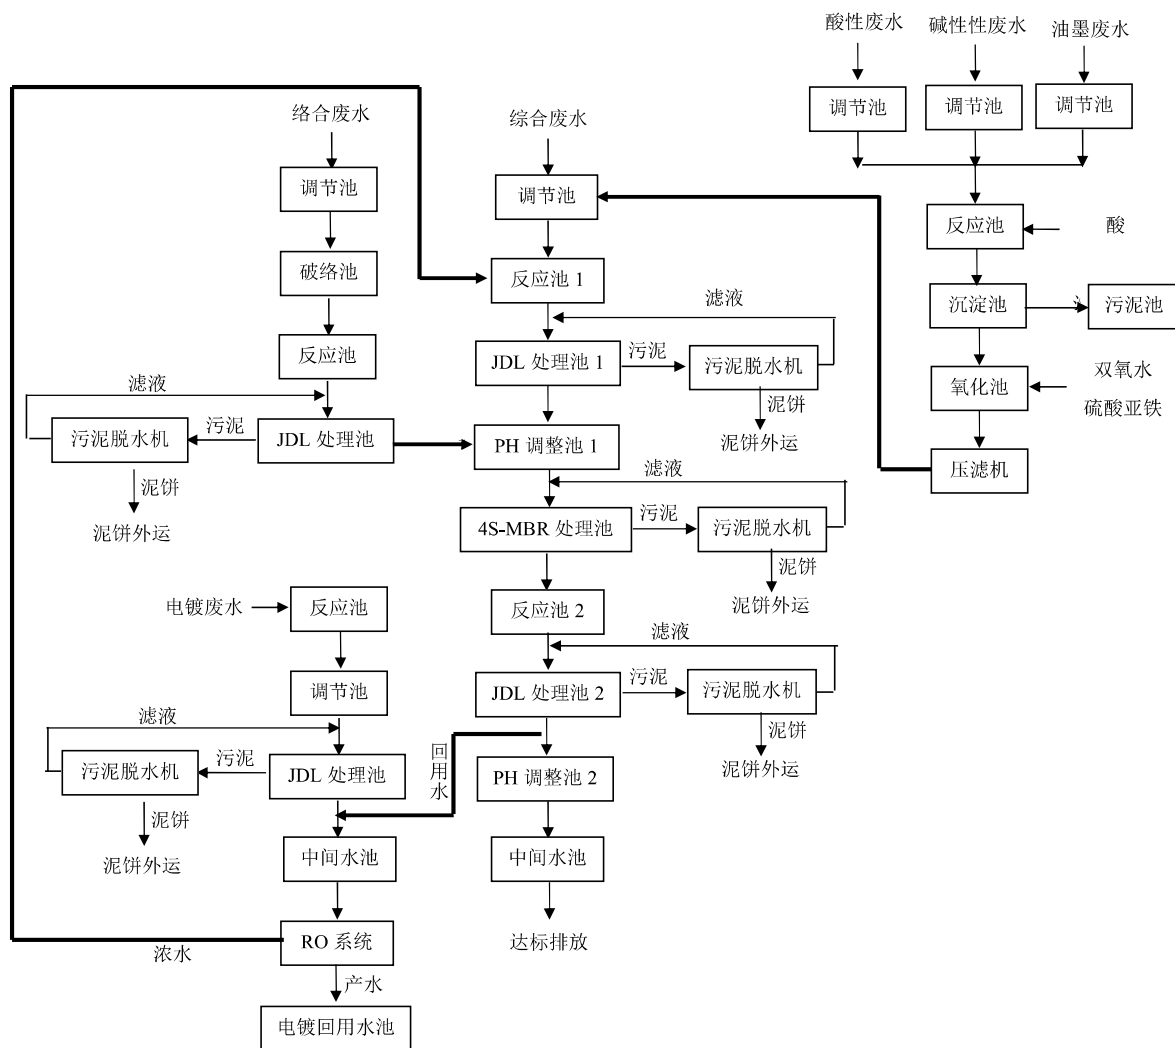 酸性废水
碱性性废水
油墨废水
调节池
调节池
调节池
络合废水
综合废水
调节池
调节池
反应池
酸
破络池
反应池 1
滤液
沉淀池
污泥池
反应池
JDL 处理池 1
污泥
污泥脱水机
氧化池
双氧水
硫酸亚铁
滤液
泥饼
污泥脱水机
污泥
JDL 处理池
PH 调整池 1
泥饼外运
压滤机
泥饼
滤液
泥饼外运
4S-MBR 处理池
污泥
污泥脱水机
泥饼
电镀废水
反应池
反应池 2
泥饼外运
滤液
调节池
JDL 处理池 2
污泥
污泥脱水机
滤液
泥饼
污泥脱水机
污泥
JDL 处理池
回用水
PH 调整池 2
泥饼外运
泥饼
泥饼外运
中间水池
中间水池
浓水
RO 系统
达标排放
产水
电镀回用水池